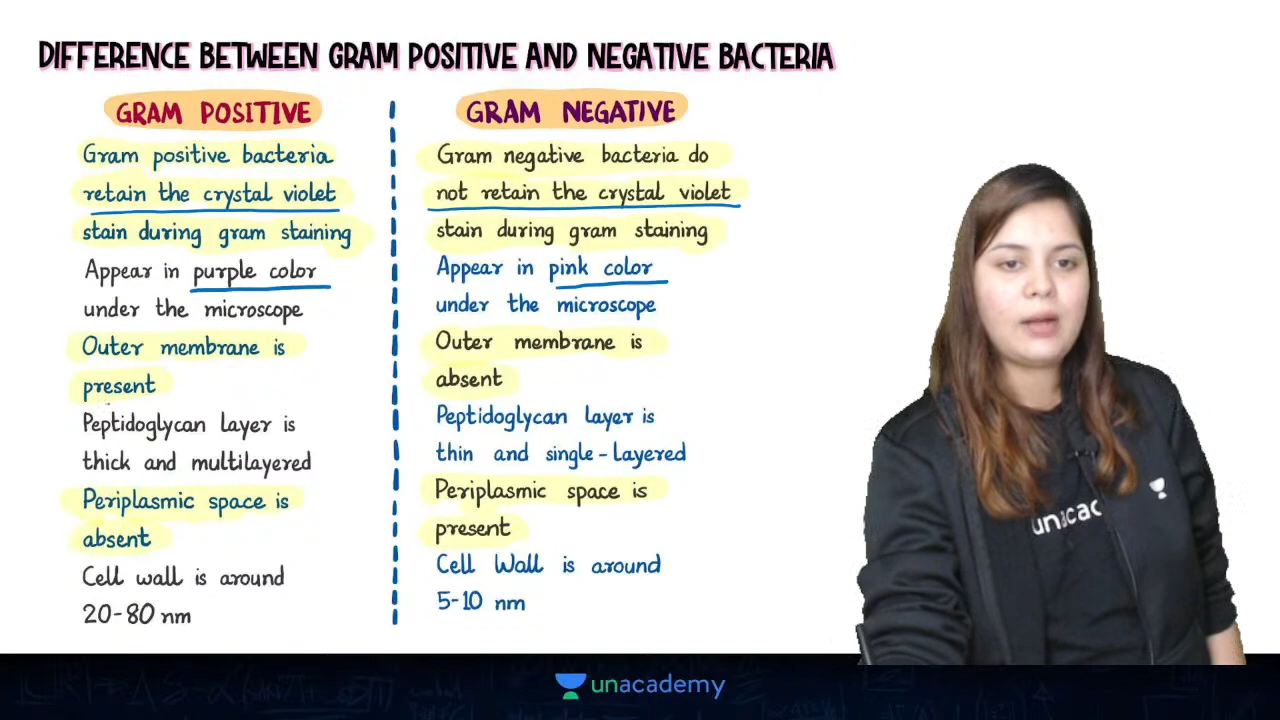 DIFFERENCE BETWEEN GRAM POSITIVE AND NEGATIVE BACTERIA
GRAM POSITIVE
Gram positive bacteria
retain the crystal violet
stain during gram staining
Appear in purple color
under the microscope
Outer membrane is
present
Peptidoglycan layer is
thick and multilayered
Periplasmic space is
absent
Cell wall is around
20-80 nm
GRAM NEGATIVE
Gram negative bacteria do
not retain the crystal violet
stain during gram staining
Appear in pink color
under the microscope
Outer membrane is
absent
Peptidoglycan layer is
thin and single-layered
Periplasmic space is
present
Cell Wall is around
5-10 nm
unacac
unacademy